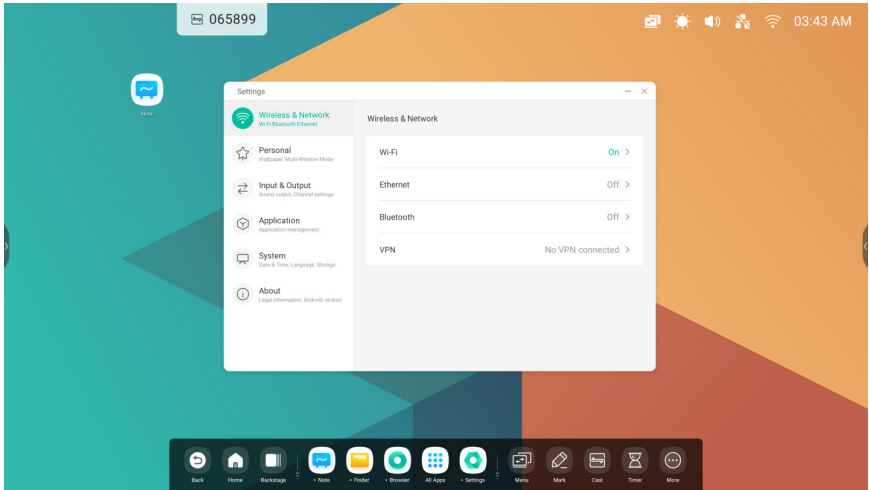 065899
03:43 AM
Note
Settings
Wireless & Network
Wi-Fi Bluetooth Ethernet
Personal
Wallpaper, Multi-Window Mode
Input & Output
Sound output, Channel settings
Application
Application management
System
Date & Time, Language, Storage
About
Legal information, Android version
Wireless & Network
Wi-Fi On
Ethernet Off
Bluetooth Off
VPN No VPN connected
Back Home Backstage • Note • Finder • Browser All Apps • Settings Menu Mark Cast Timer More